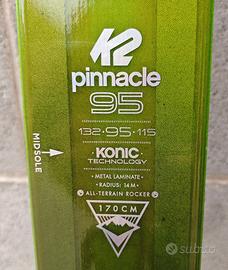 K2
pinnacle
95
132·95·115
KONIC
TECHNOLOGY
• METAL LAMINATE •
• RADIUS: 14M •
ALL-TERRAIN ROCKER
170CM
MIDSOLE
subito